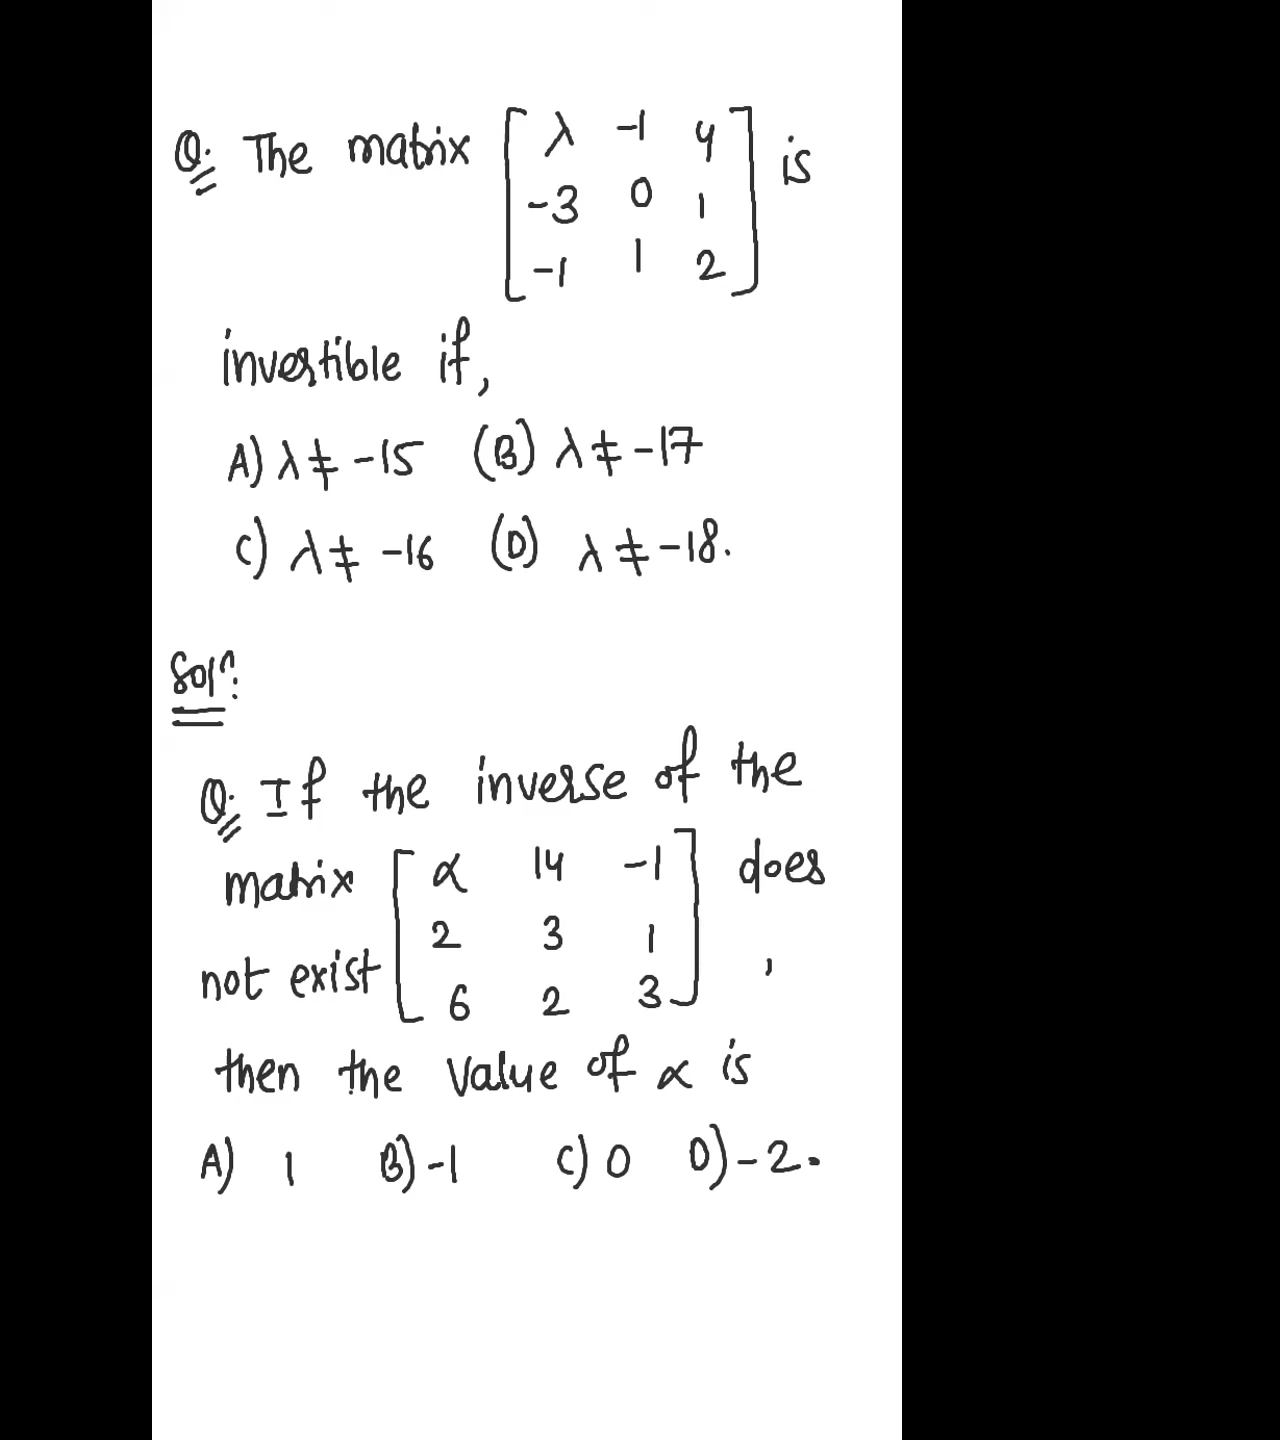 Q. The matrix [λ -1 4] is
[-3 0 1]
[-1 1 2]
invertible if,
A) λ ≠ -15 (B) λ ≠ -17
C) λ ≠ -16 (D) λ ≠ -18.
Solⁿ:
Q. If the inverse of the
matrix [α 14 -1] does
[2 3 1]
not exist [6 2 3] ,
then the value of α is
A) 1 B) -1 C) 0 D) -2.